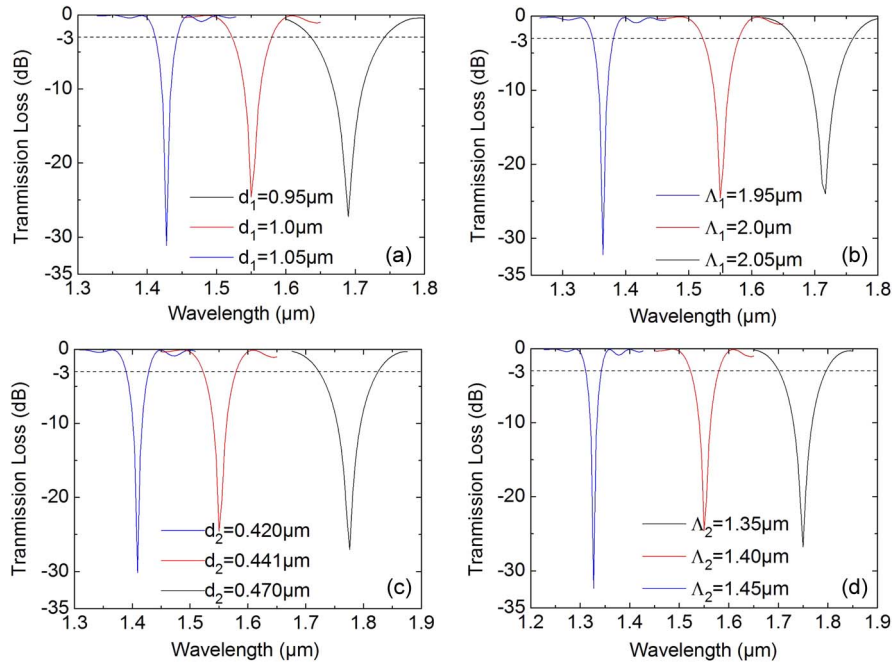 0
-3
-10
-20
-30
-35
Tranmission Loss (dB)
d1=0.95μm
d1=1.0μm
d1=1.05μm
(a)
1.3 1.4 1.5 1.6 1.7 1.8
Wavelength (μm)
0
-3
-10
-20
-30
-35
Tranmission Loss (dB)
Λ1=1.95μm
Λ1=2.0μm
Λ1=2.05μm
(b)
1.3 1.4 1.5 1.6 1.7 1.8
Wavelength (μm)
0
-3
-10
-20
-30
-35
Tranmission Loss (dB)
d2=0.420μm
d2=0.441μm
d2=0.470μm
(c)
1.3 1.4 1.5 1.6 1.7 1.8 1.9
Wavelength (μm)
0
-3
-10
-20
-30
-35
Tranmission Loss (dB)
Λ2=1.35μm
Λ2=1.40μm
Λ2=1.45μm
(d)
1.2 1.3 1.4 1.5 1.6 1.7 1.8 1.9
Wavelength (μm)